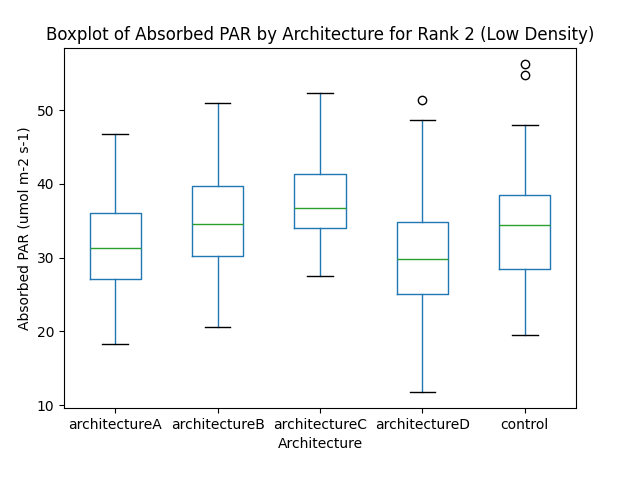 Boxplot of Absorbed PAR by Architecture for Rank 2 (Low Density)
Absorbed PAR (umol m-2 s-1)
50
40
30
20
10
architectureA architectureB architectureC architectureD control
Architecture